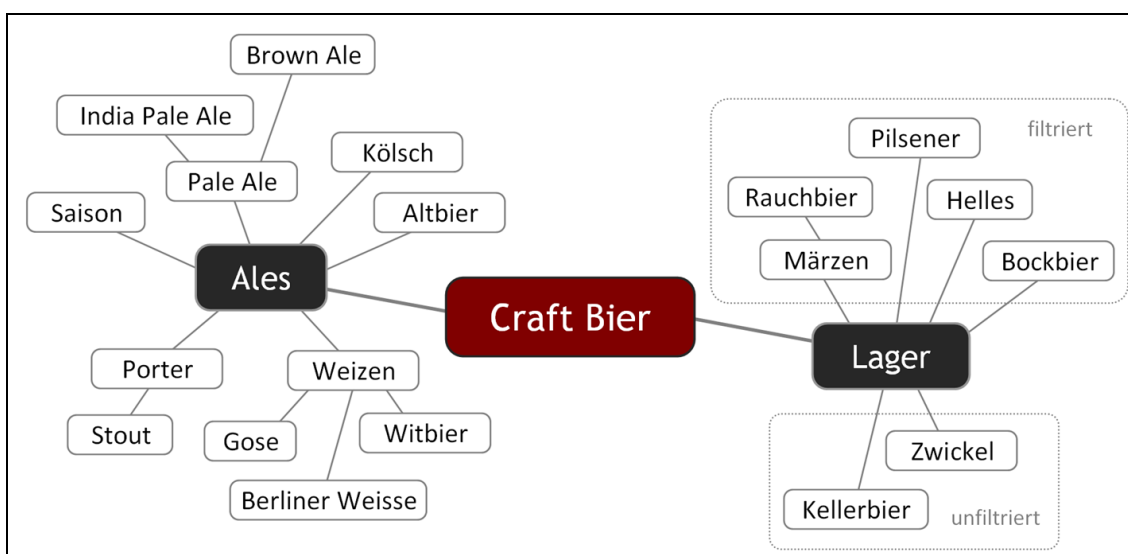 Brown Ale
India Pale Ale
Kölsch
Pale Ale
Saison
Altbier
Ales
Porter
Weizen
Stout
Gose
Witbier
Berliner Weisse
Craft Bier
filtriert
Pilsener
Rauchbier
Helles
Märzen
Bockbier
Lager
Zwickel
Kellerbier
unfiltriert